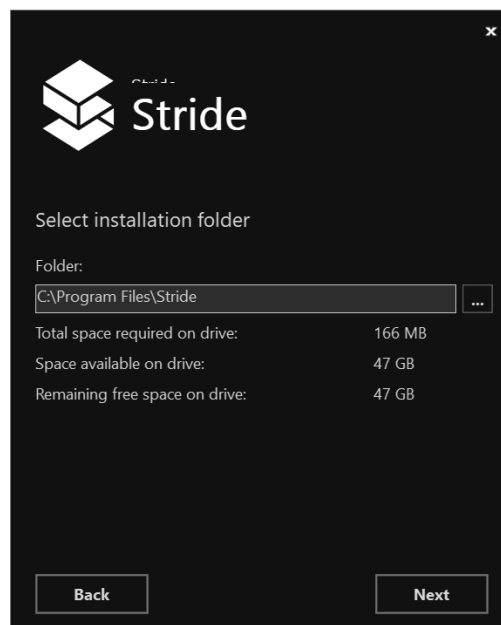 x
Stride
Stride
Select installation folder
Folder:
C:\Program Files\Stride
...
Total space required on drive: 166 MB
Space available on drive: 47 GB
Remaining free space on drive: 47 GB
Back Next